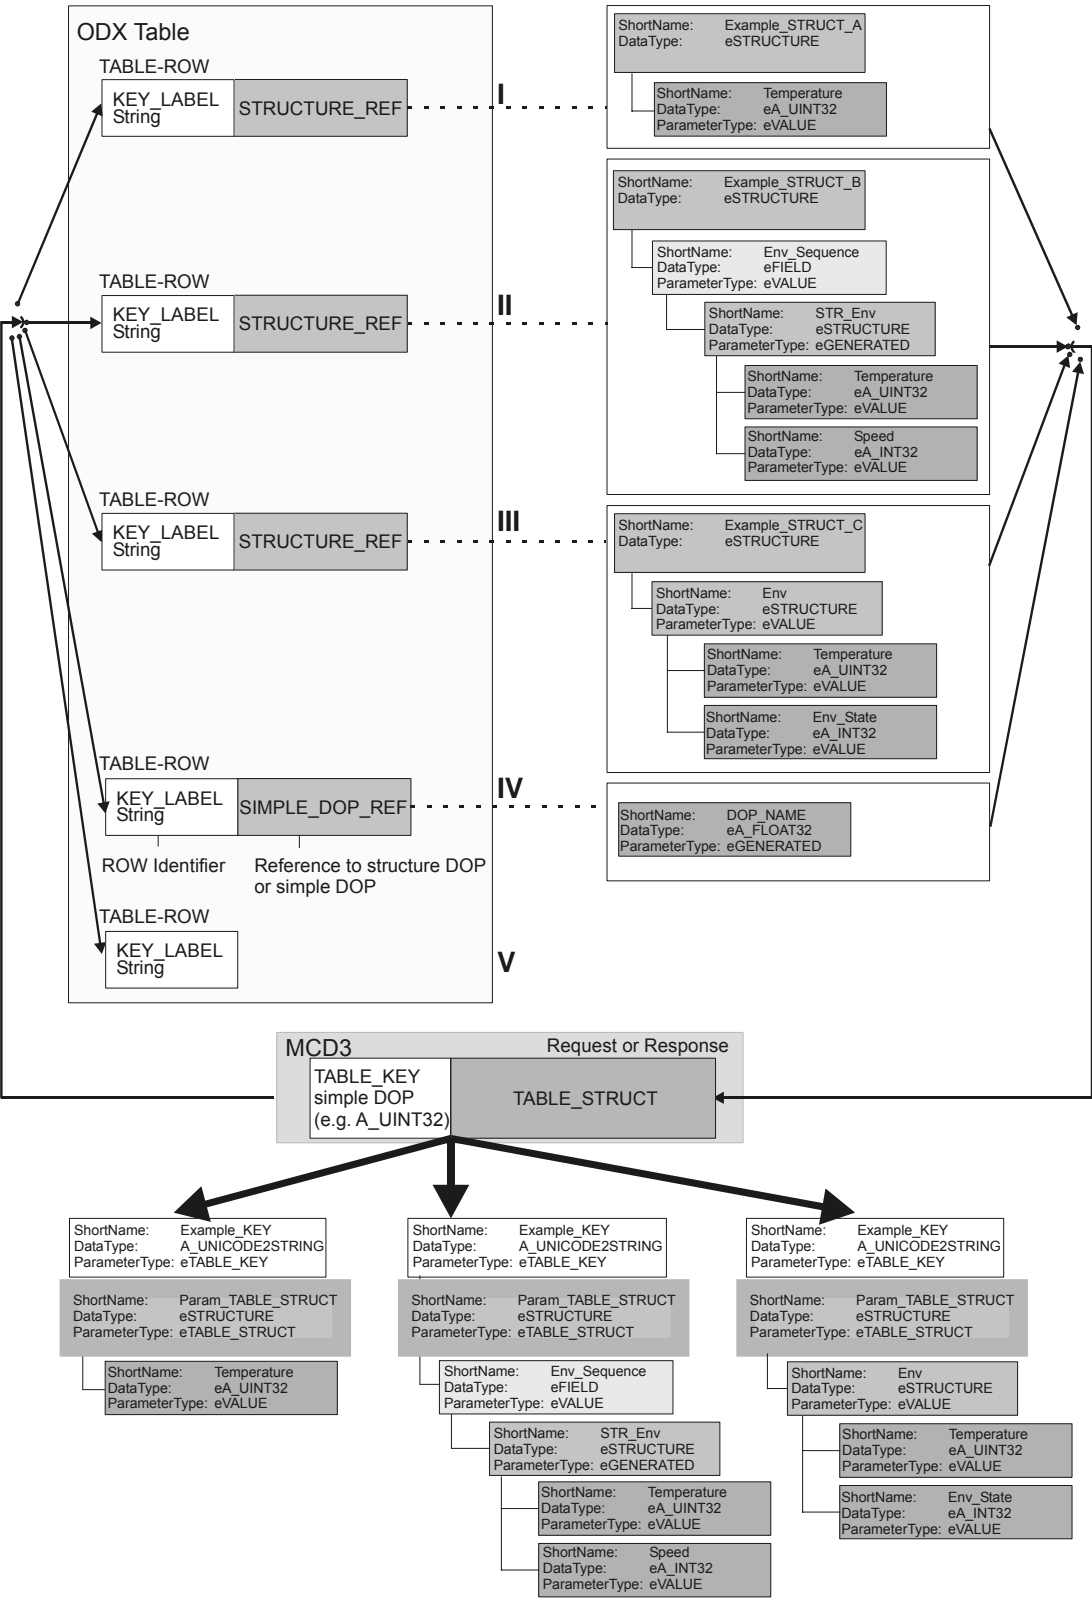 ODX Table
TABLE-ROW
KEY_LABEL
String
STRUCTURE_REF
I
ShortName: Example_STRUCT_A
DataType: eSTRUCTURE
ShortName: Temperature
DataType: eA_UINT32
ParameterType: eVALUE
TABLE-ROW
KEY_LABEL
String
STRUCTURE_REF
II
ShortName: Example_STRUCT_B
DataType: eSTRUCTURE
ShortName: Env_Sequence
DataType: eFIELD
ParameterType: eVALUE
ShortName: STR_Env
DataType: eSTRUCTURE
ParameterType: eGENERATED
ShortName: Temperature
DataType: eA_UINT32
ParameterType: eVALUE
ShortName: Speed
DataType: eA_INT32
ParameterType: eVALUE
TABLE-ROW
KEY_LABEL
String
STRUCTURE_REF
III
ShortName: Example_STRUCT_C
DataType: eSTRUCTURE
ShortName: Env
DataType: eSTRUCTURE
ParameterType: eVALUE
ShortName: Temperature
DataType: eA_UINT32
ParameterType: eVALUE
ShortName: Env_State
DataType: eA_INT32
ParameterType: eVALUE
TABLE-ROW
KEY_LABEL
String
SIMPLE_DOP_REF
IV
ShortName: DOP_NAME
DataType: eA_FLOAT32
ParameterType: eGENERATED
ROW Identifier
Reference to structure DOP
or simple DOP
TABLE-ROW
KEY_LABEL
String
V
MCD3
Request or Response
TABLE_KEY
simple DOP
(e.g. A_UINT32)
TABLE_STRUCT
ShortName: Example_KEY
DataType: A_UNICODE2STRING
ParameterType: eTABLE_KEY
ShortName: Param_TABLE_STRUCT
DataType: eSTRUCTURE
ParameterType: eTABLE_STRUCT
ShortName: Temperature
DataType: eA_UINT32
ParameterType: eVALUE
ShortName: Example_KEY
DataType: A_UNICODE2STRING
ParameterType: eTABLE_KEY
ShortName: Param_TABLE_STRUCT
DataType: eSTRUCTURE
ParameterType: eTABLE_STRUCT
ShortName: Env_Sequence
DataType: eFIELD
ParameterType: eVALUE
ShortName: STR_Env
DataType: eSTRUCTURE
ParameterType: eGENERATED
ShortName: Temperature
DataType: eA_UINT32
ParameterType: eVALUE
ShortName: Speed
DataType: eA_INT32
ParameterType: eVALUE
ShortName: Example_KEY
DataType: A_UNICODE2STRING
ParameterType: eTABLE_KEY
ShortName: Param_TABLE_STRUCT
DataType: eSTRUCTURE
ParameterType: eTABLE_STRUCT
ShortName: Env
DataType: eSTRUCTURE
ParameterType: eVALUE
ShortName: Temperature
DataType: eA_UINT32
ParameterType: eVALUE
ShortName: Env_State
DataType: eA_INT32
ParameterType: eVALUE